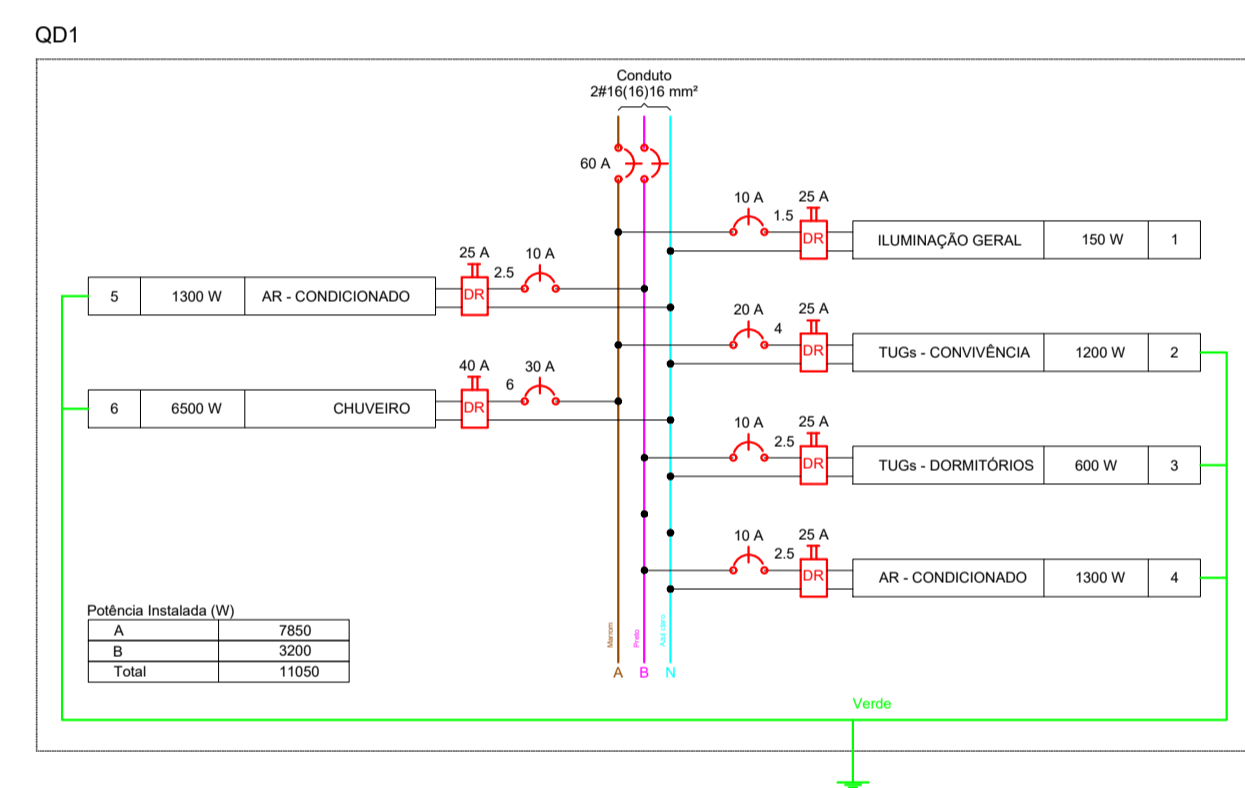 QD1
Conduto
2#16(16)16 mm²
60 A
10 A
25 A
1.5
DR
ILUMINAÇÃO GERAL
150 W
1
25 A
10 A
2.5
5
1300 W
AR - CONDICIONADO
DR
20 A
25 A
4
DR
TUGs - CONVIVÊNCIA
1200 W
2
40 A
30 A
6
6
6500 W
CHUVEIRO
DR
10 A
25 A
2.5
DR
TUGs - DORMITÓRIOS
600 W
3
10 A
25 A
2.5
DR
AR - CONDICIONADO
1300 W
4
Potência Instalada (W)
A 7850
B 3200
Total 11050
Marrom
Preto
Azul-claro
A B N
Verde